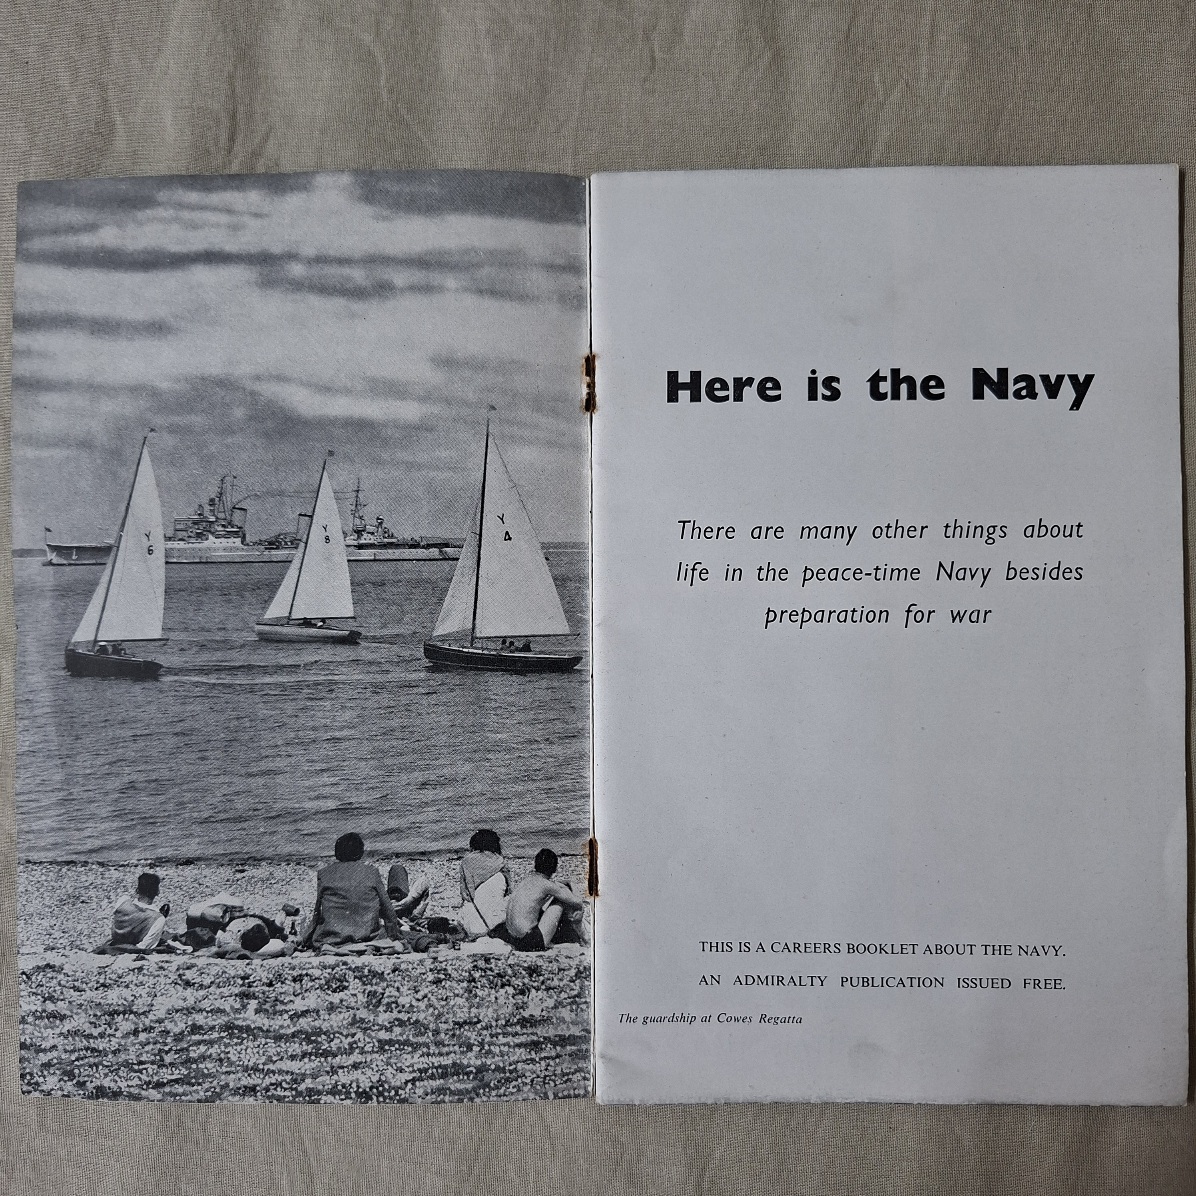 Y
6
Y
8
Y
4
Here is the Navy
There are many other things about
life in the peace-time Navy besides
preparation for war
THIS IS A CAREERS BOOKLET ABOUT THE NAVY.
AN ADMIRALTY PUBLICATION ISSUED FREE.
The guardship at Cowes Regatta